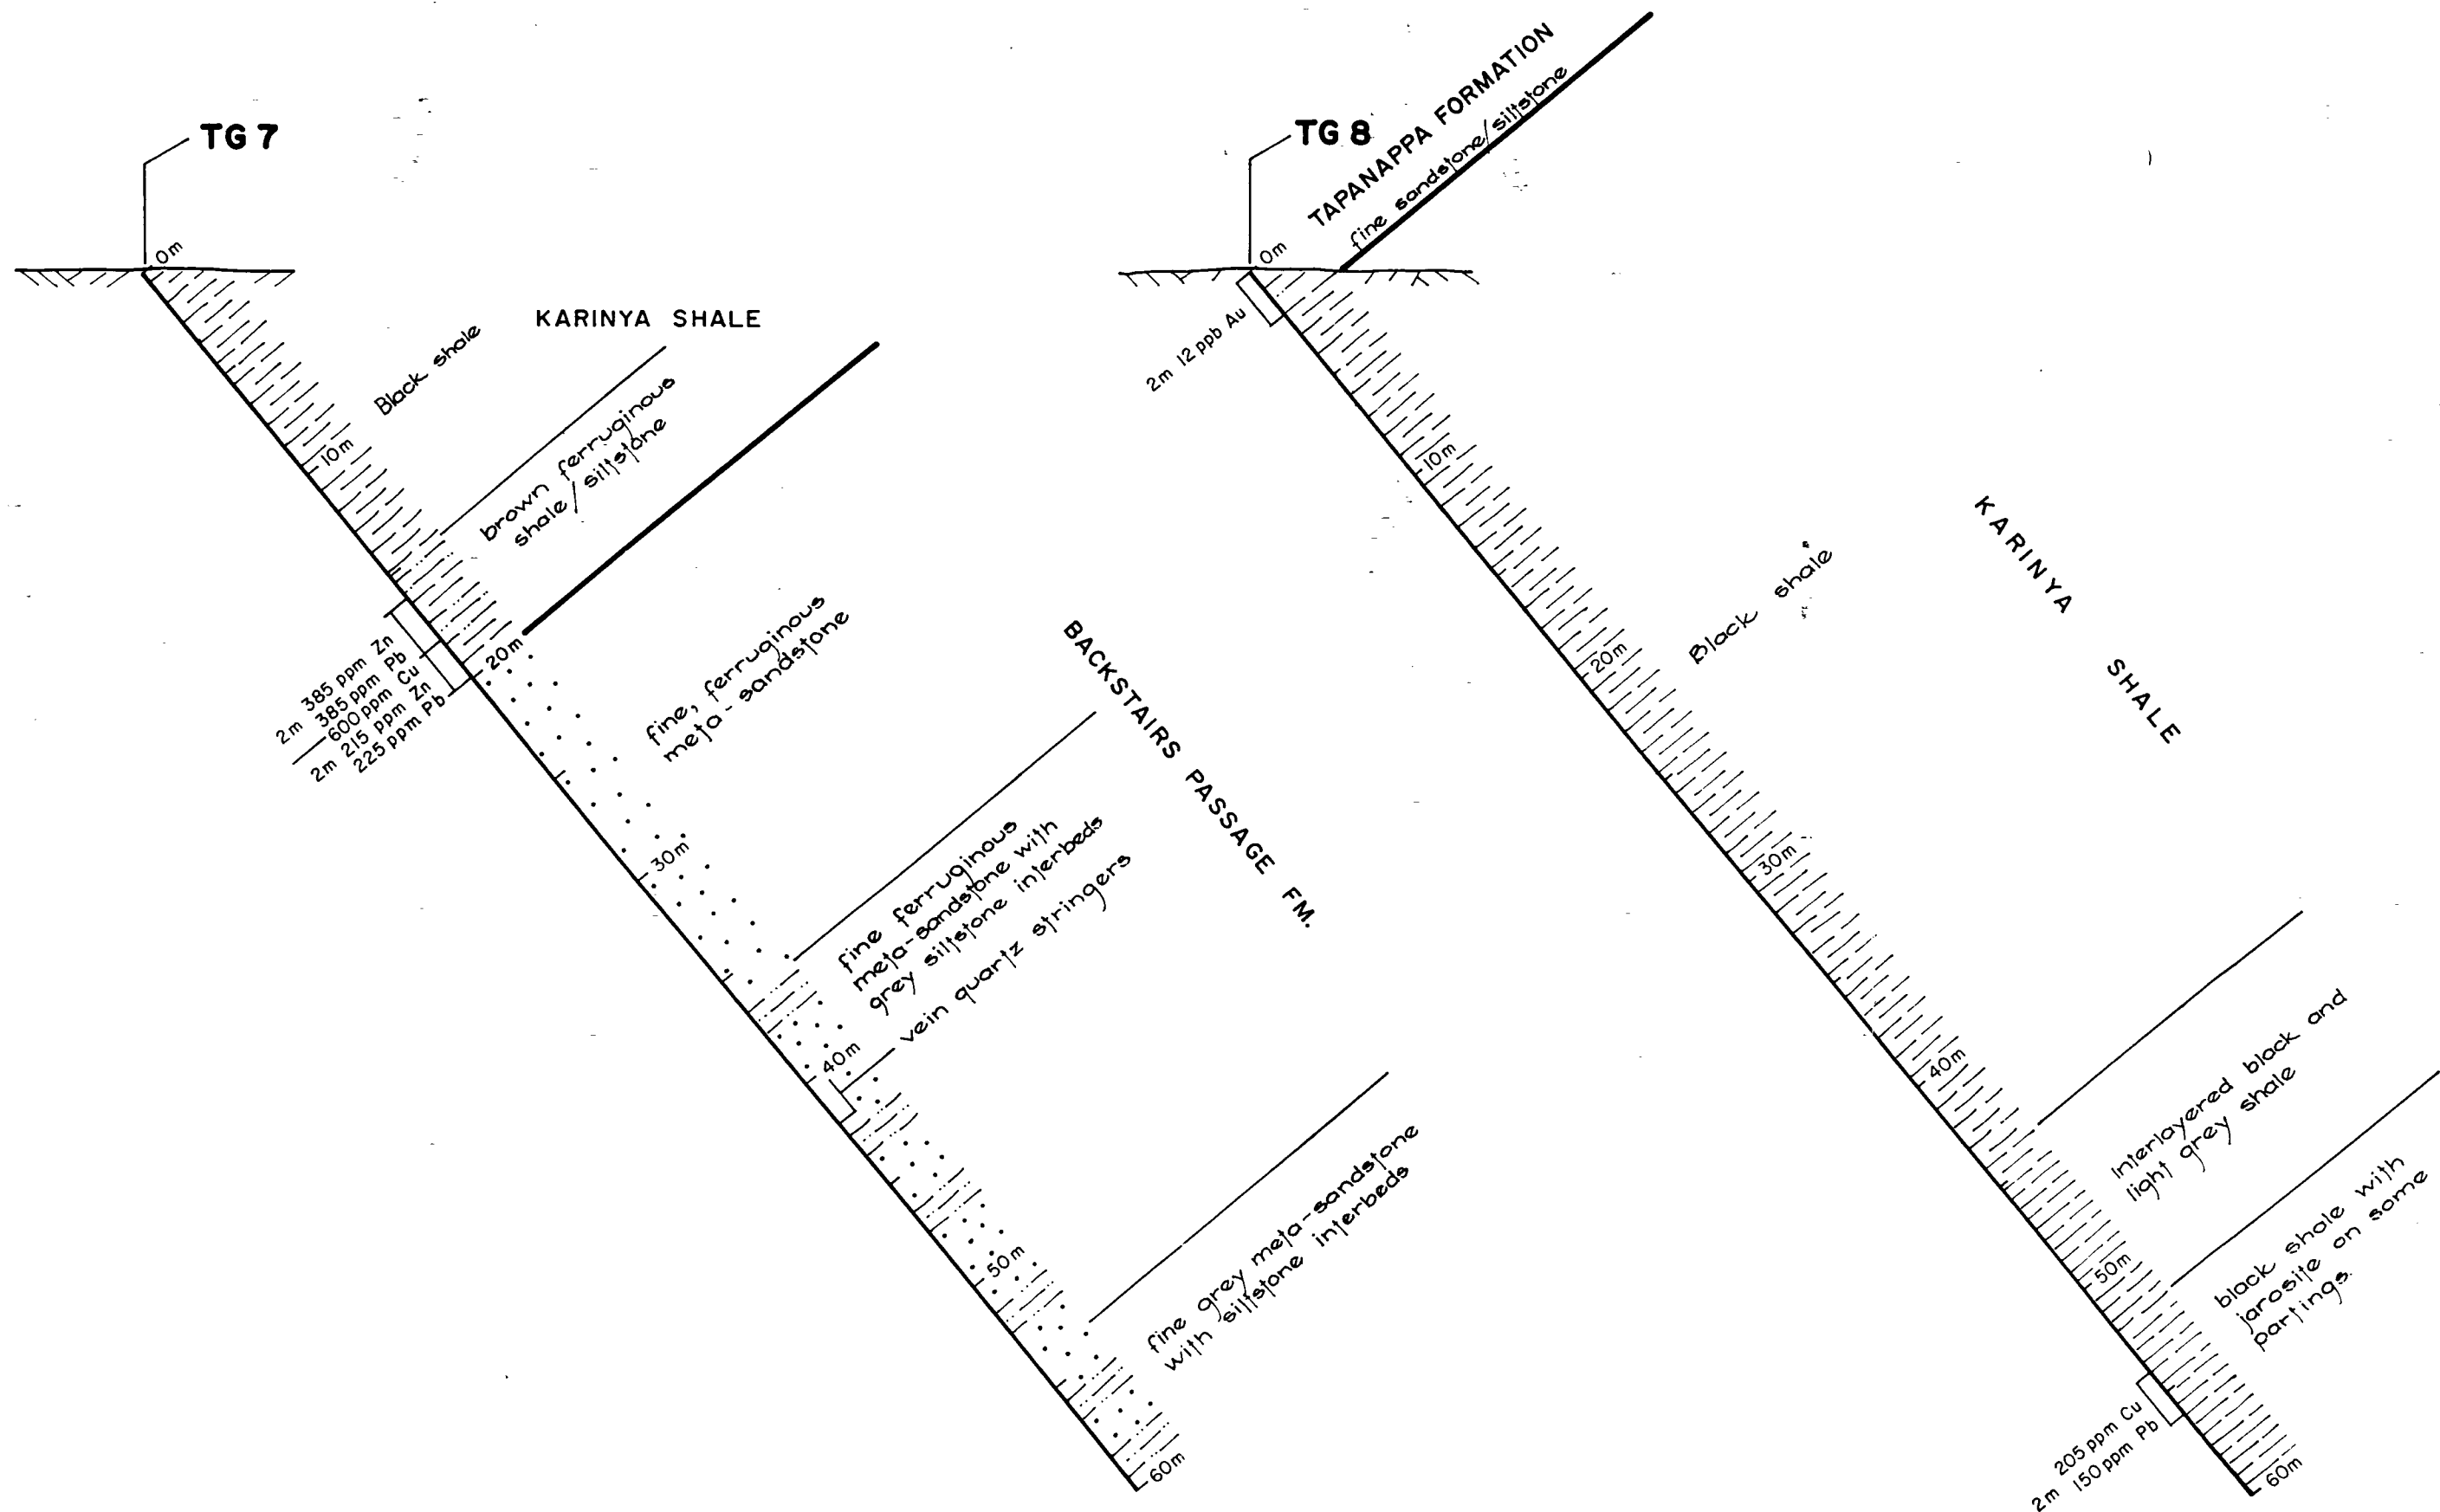 TG 7
0m
Black shale
KARINYA SHALE
10m
brown ferruginous
shale / siltstone
20m
2m 385 ppm Zn
385 ppm Pb
600 ppm Cu
2m 215 ppm Zn
225 ppm Pb
fine, ferruginous
meta-sandstone
BACKSTAIRS PASSAGE FM.
30m
fine ferruginous
meta-sandstone with
grey siltstone interbeds
vein quartz stringers
40m
50m
fine grey meta-sandstone
with siltstone interbeds
60m
TG 8
TAPANAPPA FORMATION
fine sandstone/siltstone
0m
2m 12 ppb Au
10m
KARINYA SHALE
Black shale
20m
30m
40m
Interlayered black and
light grey shale
50m
black shale with
jarosite on some
partings.
205 ppm Cu
2m 150 ppm Pb
60m